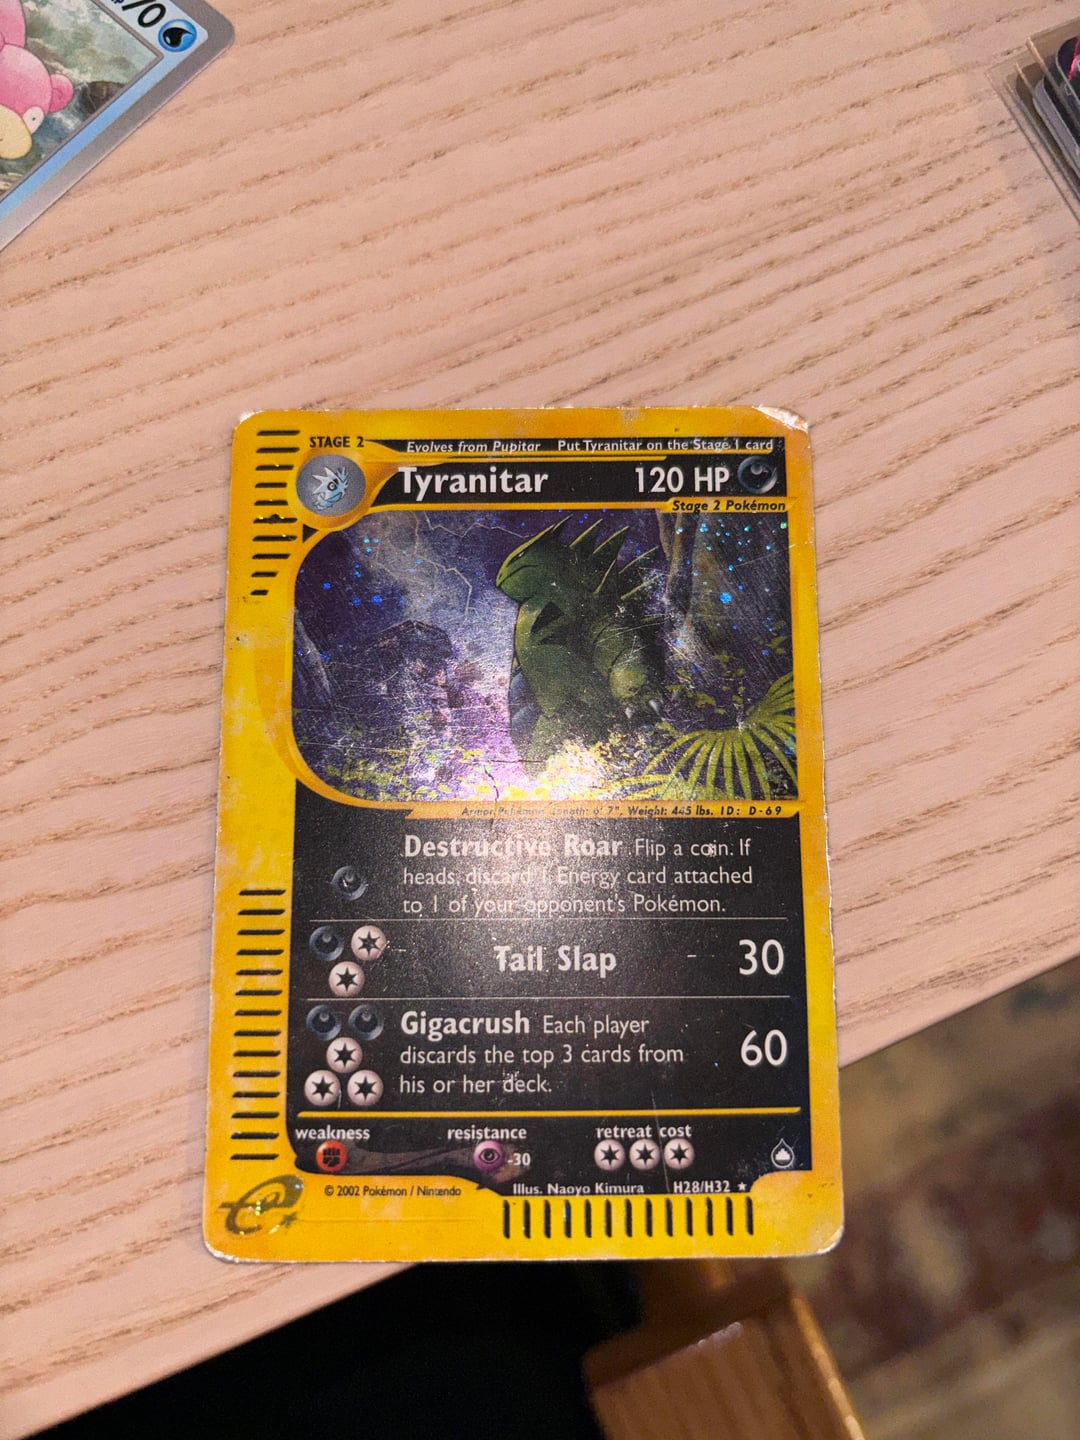 /0
STAGE 2
Evolves from Pupitar Put Tyranitar on the Stage 1 card
Tyranitar 120 HP
Stage 2 Pokémon
Armor Pokémon Length: 6' 7", Weight: 445 lbs. ID: D-69
Destructive Roar Flip a coin. If
heads, discard 1 Energy card attached
to 1 of your opponent's Pokémon.
Tail Slap - 30
Gigacrush Each player
discards the top 3 cards from
his or her deck.
60
weakness resistance retreat cost
-30
© 2002 Pokémon / Nintendo Illus. Naoyo Kimura H28/H32 ★
e